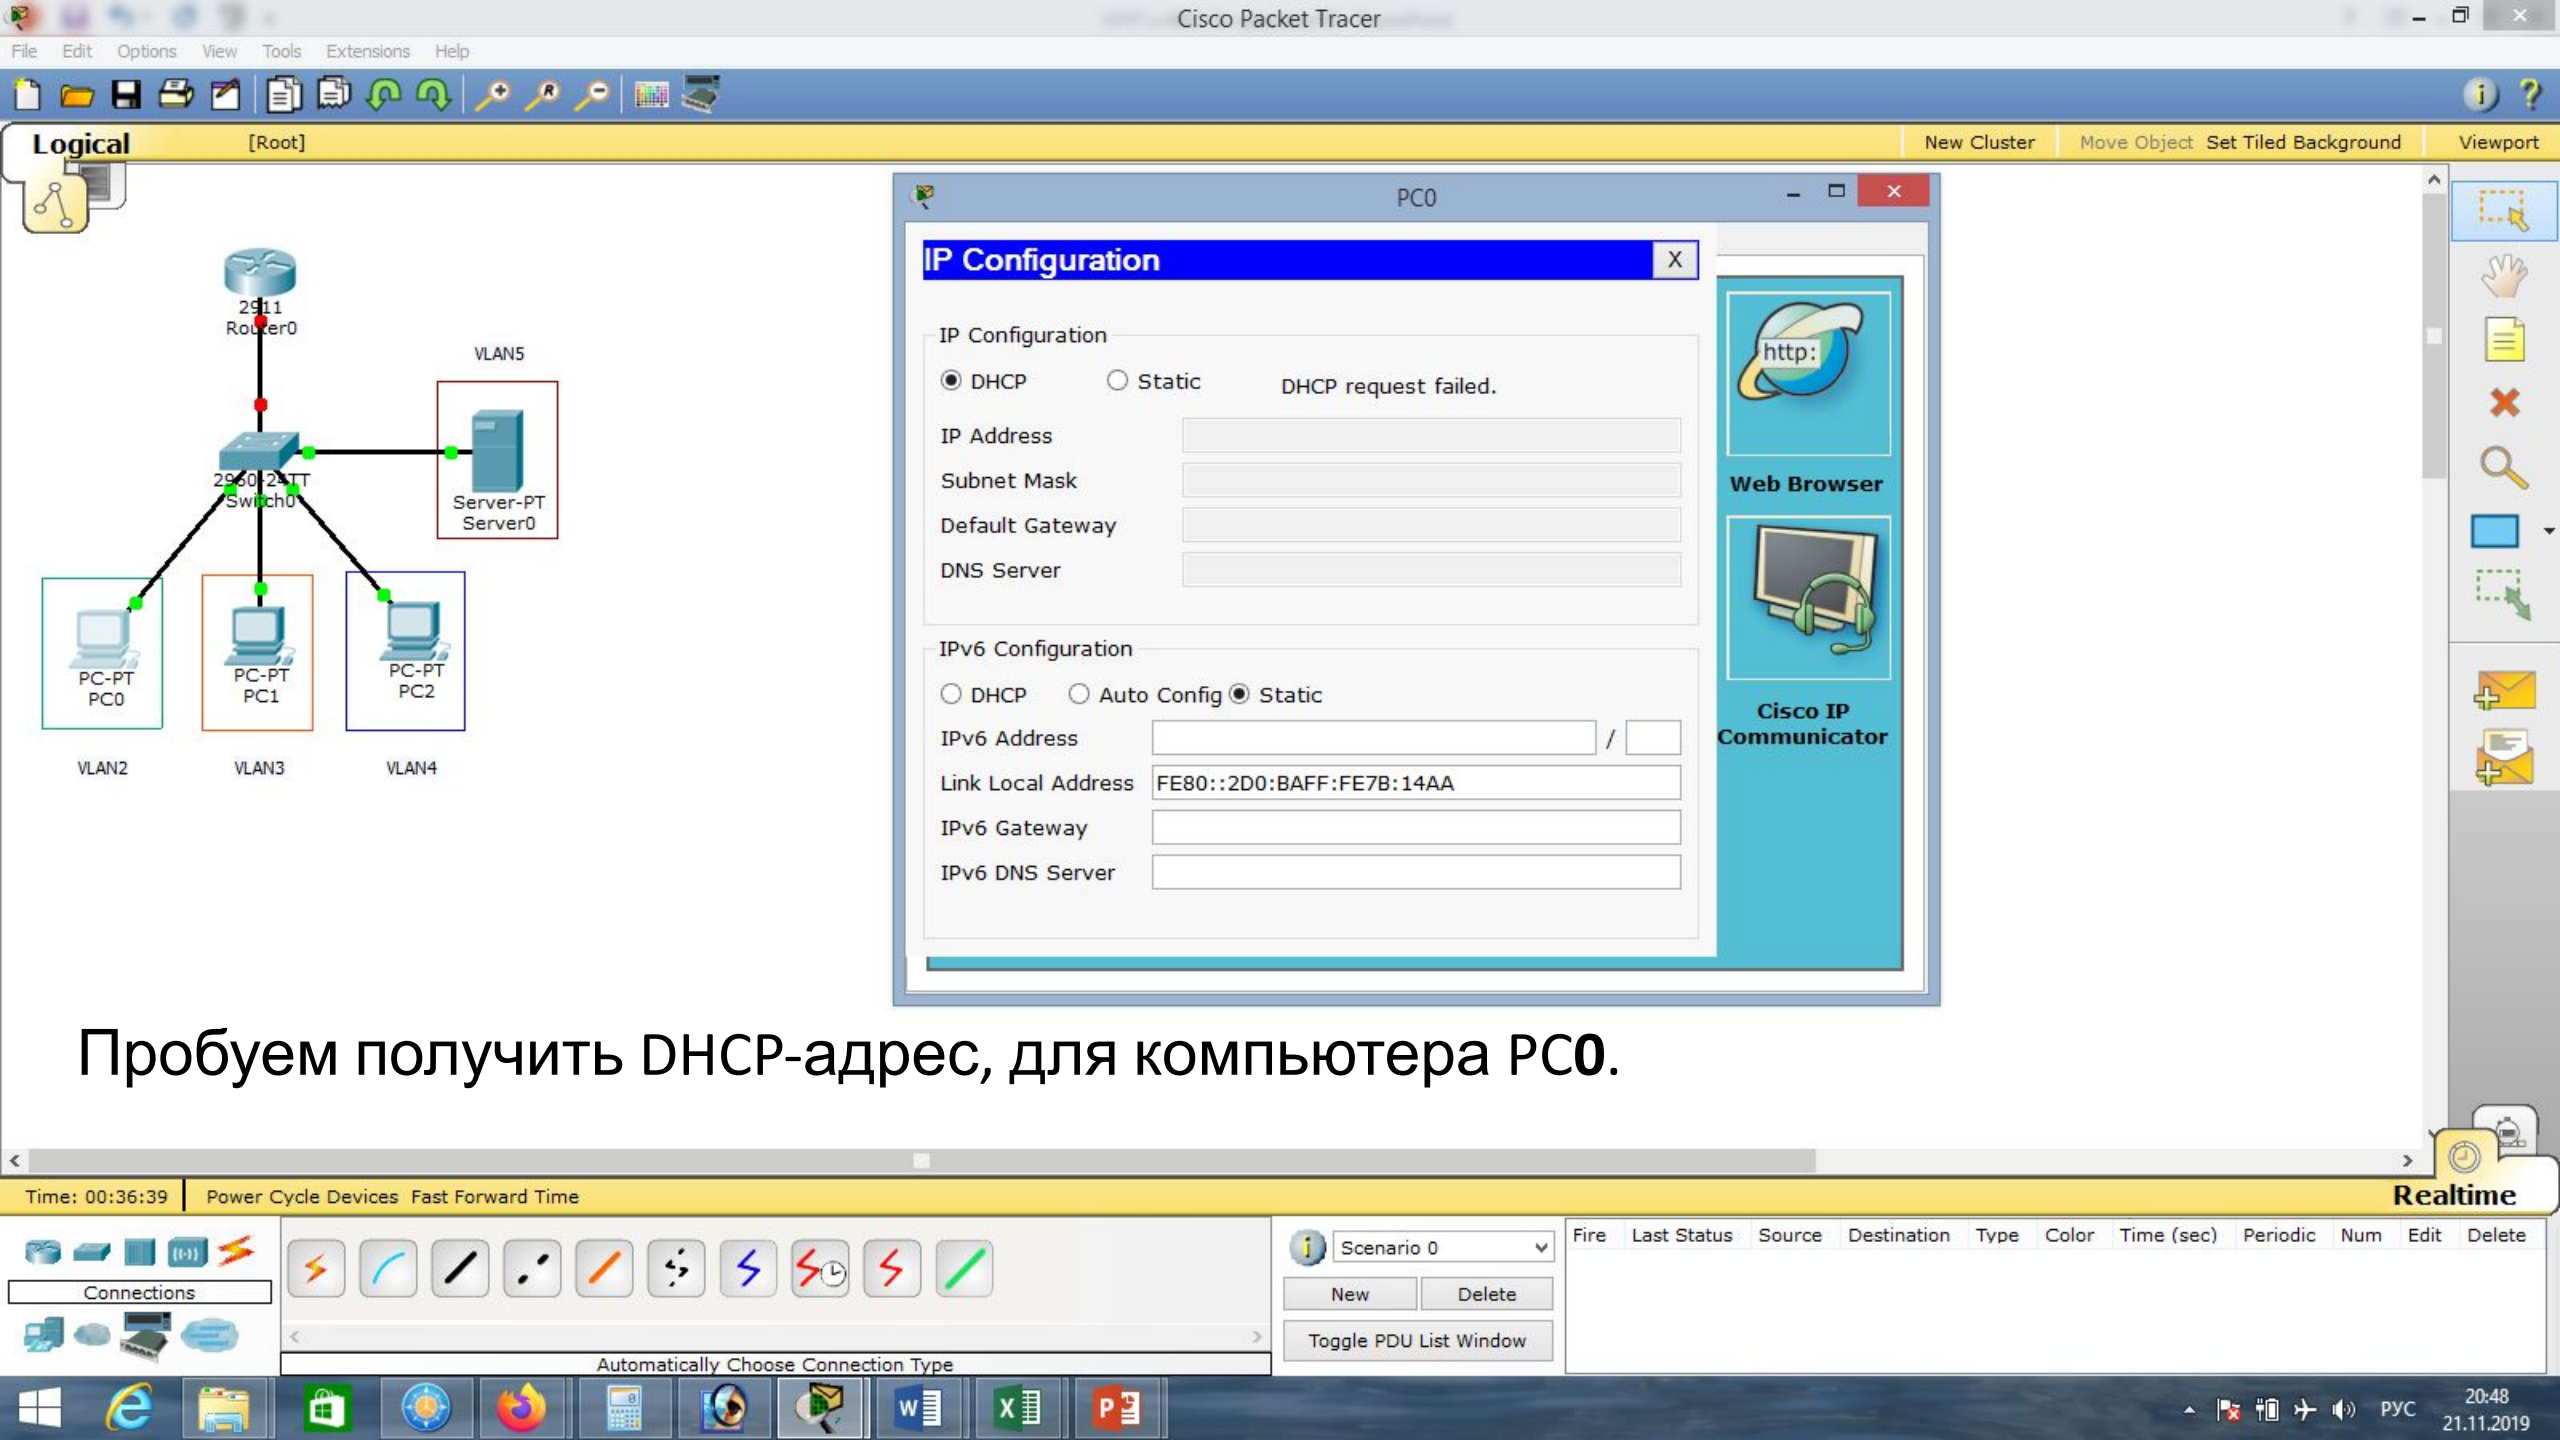 Cisco Packet Tracer
File Edit Options View Tools Extensions Help
Logical [Root] New Cluster Move Object Set Tiled Background Viewport
2911
Router0
VLAN5
2960-24TT
Switch0
Server-PT
Server0
PC-PT
PC0
PC-PT
PC1
PC-PT
PC2
VLAN2 VLAN3 VLAN4
PC0
IP Configuration X
IP Configuration
DHCP Static DHCP request failed.
IP Address
Subnet Mask
Default Gateway
DNS Server
IPv6 Configuration
DHCP Auto Config Static
IPv6 Address /
Link Local Address FE80::2D0:BAFF:FE7B:14AA
IPv6 Gateway
IPv6 DNS Server
http:
Web Browser
Cisco IP
Communicator
Пробуем получить DHCP-адрес, для компьютера PC0.
Time: 00:36:39 Power Cycle Devices Fast Forward Time Realtime
Connections
Automatically Choose Connection Type
Scenario 0
New Delete
Toggle PDU List Window
Fire Last Status Source Destination Type Color Time (sec) Periodic Num Edit Delete
РУС
20:48
21.11.2019